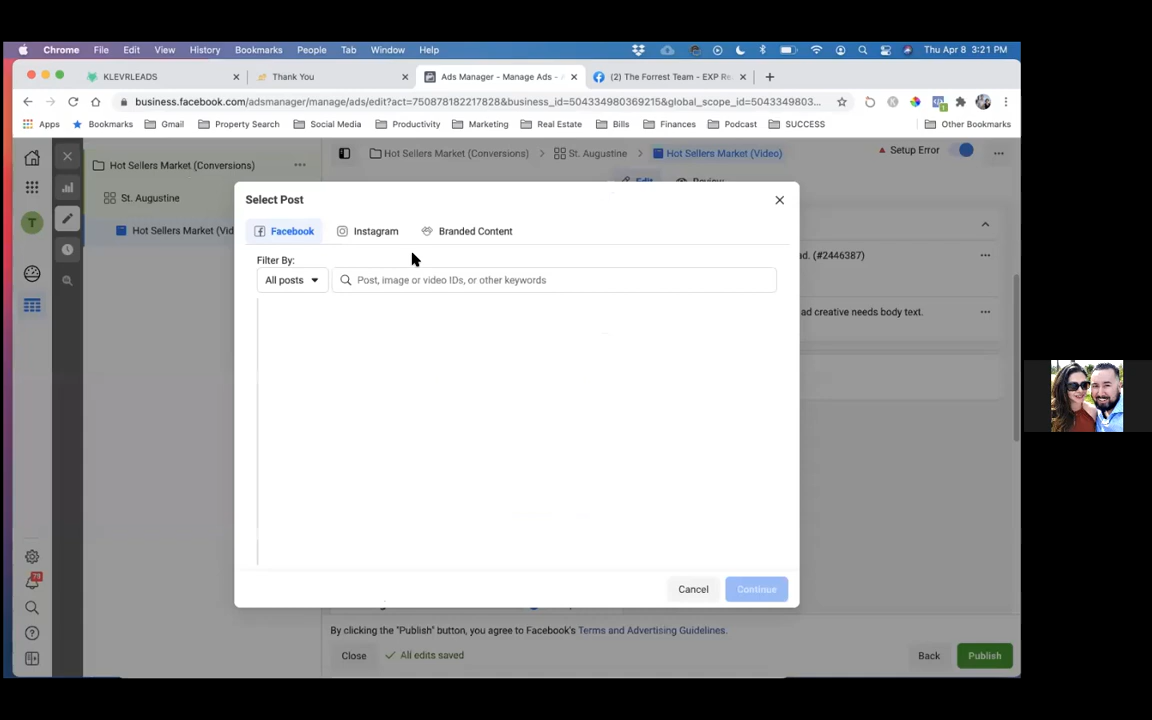 Chrome File Edit View History Bookmarks People Tab Window Help Thu Apr 8 3:21 PM
KLEVRLEADS Thank You Ads Manager - Manage Ads - (2) The Forrest Team - EXP Re
business.facebook.com/adsmanager/manage/ads/edit?act=750878182217828&business_id=504334980369215&global_scope_id=5043349803...
Apps Bookmarks Gmail Property Search Social Media Productivity Marketing Real Estate Bills Finances Podcast SUCCESS Other Bookmarks
Hot Sellers Market (Conversions) ... Hot Sellers Market (Conversions) St. Augustine Hot Sellers Market (Video) Setup Error ...
Edit Review
St. Augustine
Hot Sellers Market (Vid
T
Select Post
Facebook Instagram Branded Content
Filter By:
All posts Post, image or video IDs, or other keywords
ad. (#2446387) ...
ad creative needs body text. ...
Cancel Continue
79
By clicking the "Publish" button, you agree to Facebook's Terms and Advertising Guidelines.
Close All edits saved Back Publish